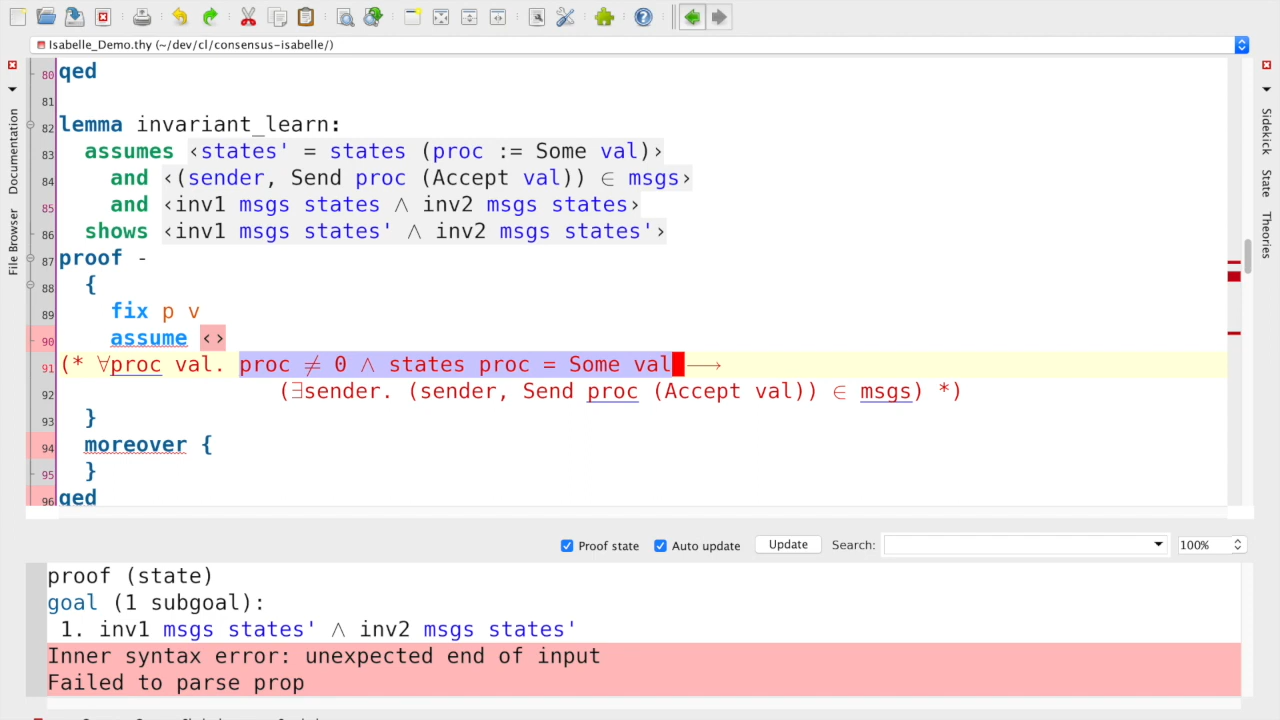 Isabelle_Demo.thy (~/dev/cl/consensus-isabelle/)
80 qed
81
82 lemma invariant_learn:
83 assumes ‹states' = states (proc := Some val)›
84 and ‹(sender, Send proc (Accept val)) ∈ msgs›
85 and ‹inv1 msgs states ∧ inv2 msgs states›
86 shows ‹inv1 msgs states' ∧ inv2 msgs states'›
87 proof -
88 {
89 fix p v
90 assume ‹›
91 (* ∀proc val. proc ≠ 0 ∧ states proc = Some val ⟶
92 (∃sender. (sender, Send proc (Accept val)) ∈ msgs) *)
93 }
94 moreover {
95 }
96 qed
File Browser
Documentation
Sidekick
State
Theories
Proof state
Auto update
Update
Search:
100%
proof (state)
goal (1 subgoal):
1. inv1 msgs states' ∧ inv2 msgs states'
Inner syntax error: unexpected end of input
Failed to parse prop